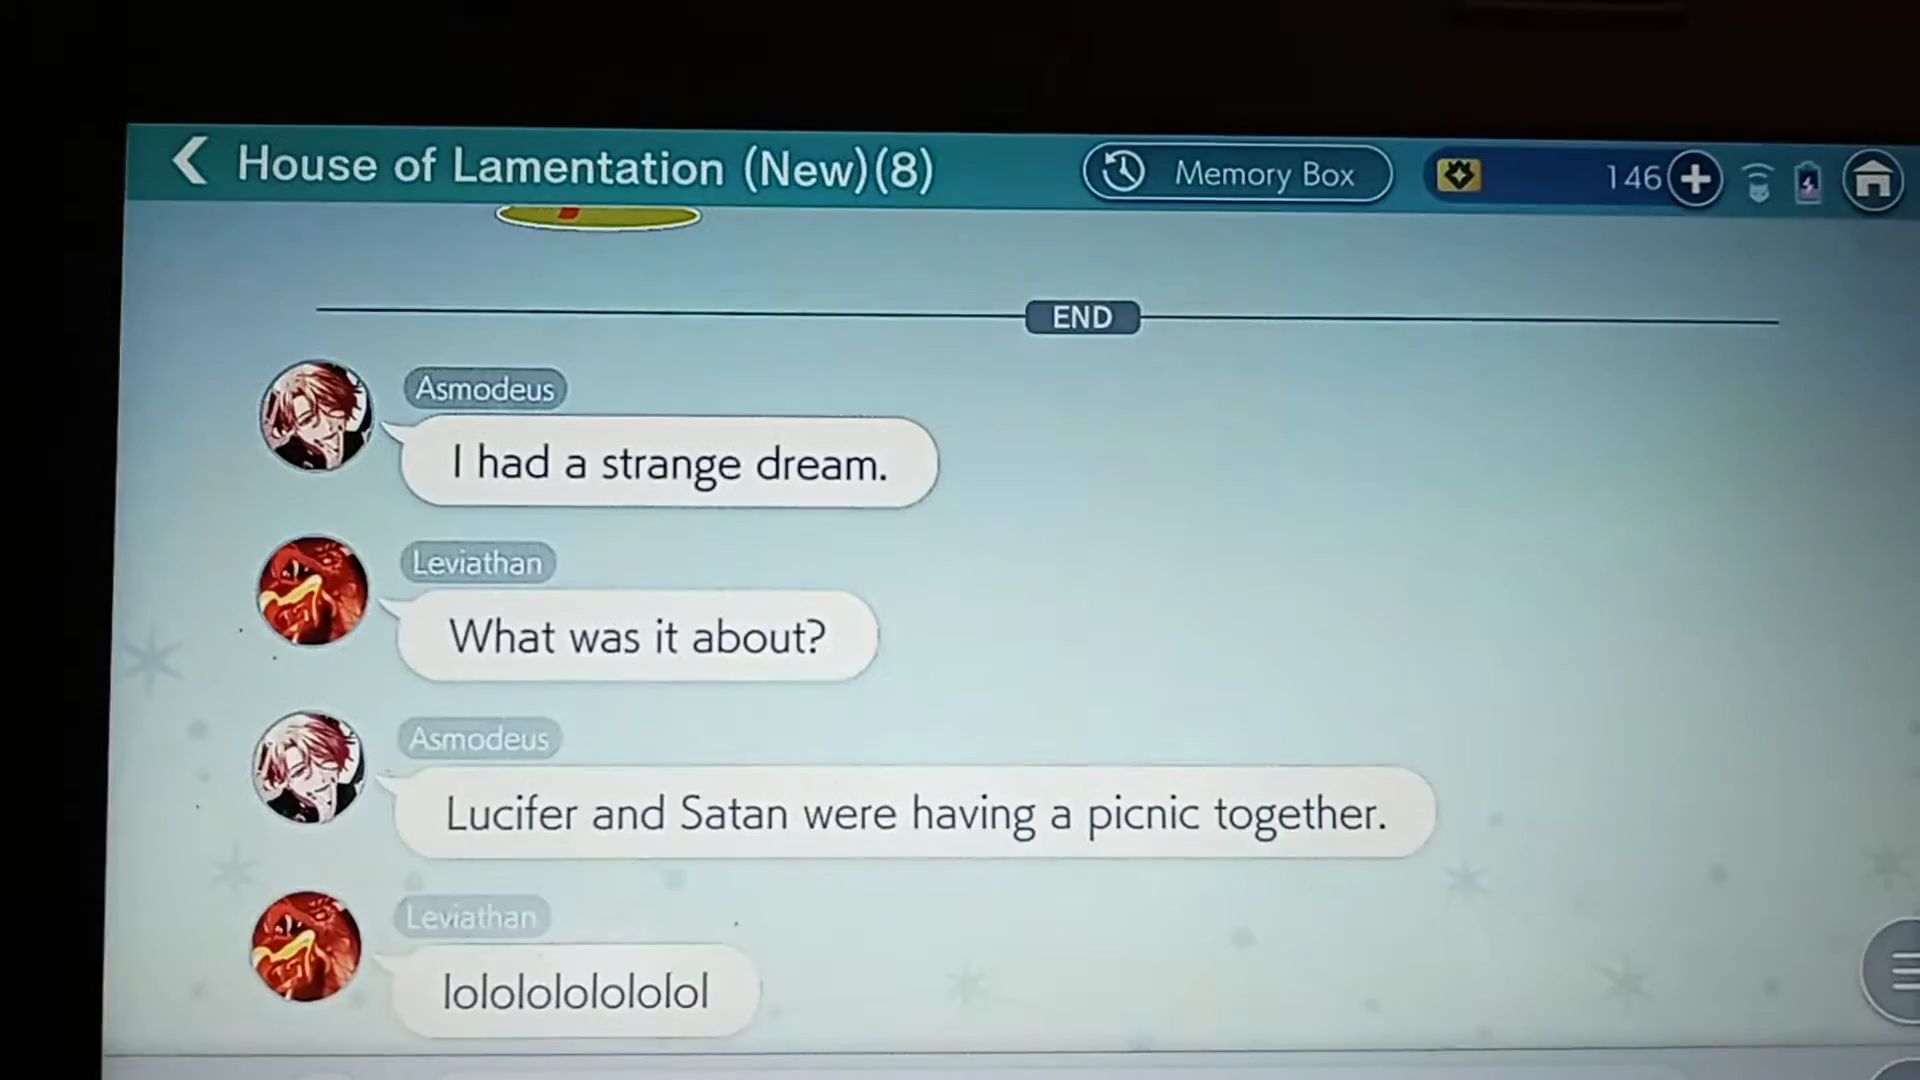 House of Lamentation (New)(8)
Memory Box
146
END
Asmodeus
I had a strange dream.
Leviathan
What was it about?
Asmodeus
Lucifer and Satan were having a picnic together.
Leviathan
lolololololol